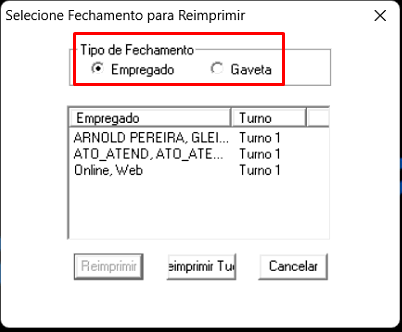 Selecione Fechamento para Reimprimir
Tipo de Fechamento
Empregado Gaveta
Empregado Turno
ARNOLD PEREIRA, GLEI... Turno 1
ATO_ATEND, ATO_ATE... Turno 1
Online, Web Turno 1
Reimprimir eimprimir Tu Cancelar